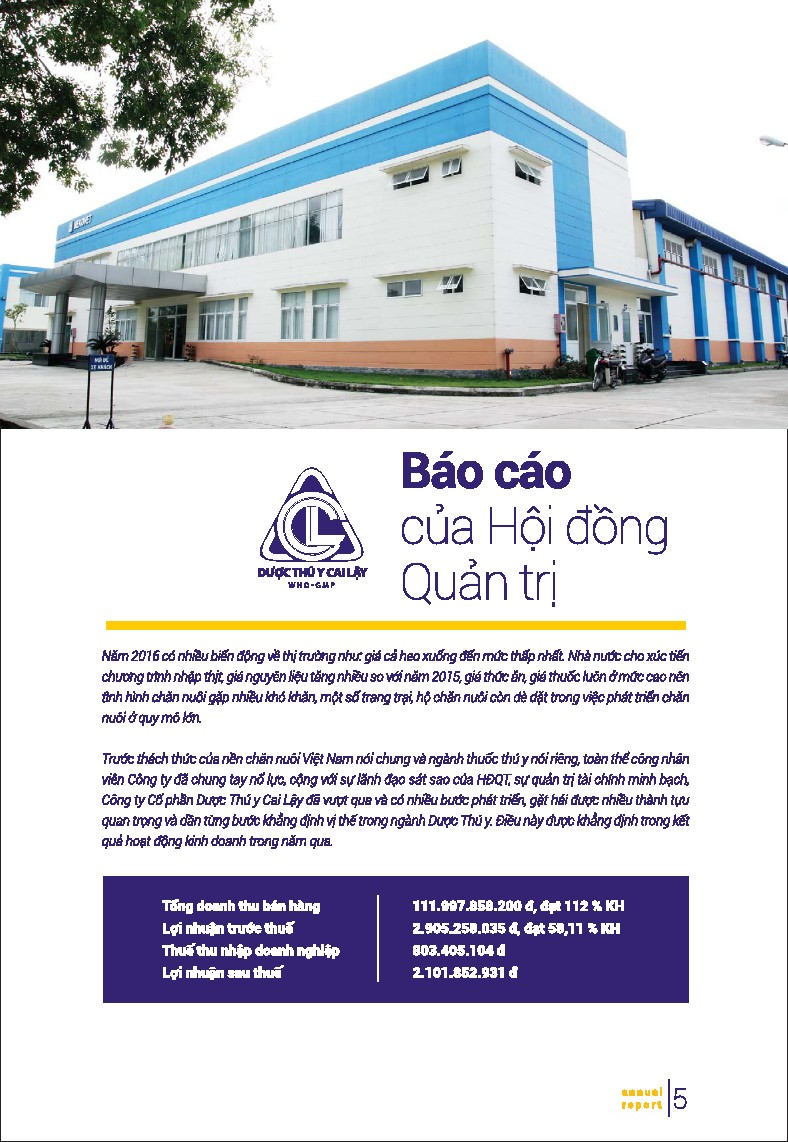 MEKOVET
MŨ ĐỂ
XE KHÁCH
Báo cáo
của Hội đồng
Quản trị
CL
DƯỢC THÚ Y CAI LẬY
WHO-GMP
Năm 2016 có nhiều biến động về thị trường như: giá cả heo xuống đến mức thấp nhất. Nhà nước cho xúc tiến
chương trình nhập thịt, giá nguyên liệu tăng nhiều so với năm 2015, giá thức ăn, giá thuốc luôn ở mức cao nên
tình hình chăn nuôi gặp nhiều khó khăn, một số trang trại, hộ chăn nuôi còn dè dặt trong việc phát triển chăn
nuôi ở quy mô lớn.
Trước thách thức của nền chăn nuôi Việt Nam nói chung và ngành thuốc thú y nói riêng, toàn thể công nhân
viên Công ty đã chung tay nổ lực, cộng với sự lãnh đạo sát sao của HĐQT, sự quản trị tài chính minh bạch,
Công ty Cổ phần Dược Thú y Cai Lậy đã vượt qua và có nhiều bước phát triển, gặt hái được nhiều thành tựu
quan trọng và dần từng bước khẳng định vị thế trong ngành Dược Thú y. Điều này được khẳng định trong kết
quả hoạt động kinh doanh trong năm qua.
Tổng doanh thu bán hàng 111.997.858.200 đ, đạt 112 % KH
Lợi nhuận trước thuế 2.905.258.035 đ, đạt 58,11 % KH
Thuế thu nhập doanh nghiệp 803.405.104 đ
Lợi nhuận sau thuế 2.101.852.931 đ
annual
report 5